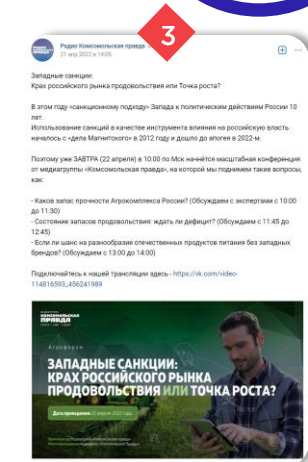 3
Радио Комсомольская правда
21 апр 2022 в 14:05
Западные санкции:
Крах российского рынка продовольствия или Точка роста?
В этом году «санкционному подходу» Запада к политическим действиям России 10
лет.
Использование санкций в качестве инструмента влияния на российскую власть
началось с «дела Магнитского» в 2012 году и дошло до апогея в 2022-м.
Поэтому уже ЗАВТРА (22 апреля) в 10:00 по Мск начнётся масштабная конференция
от медиагруппы «Комсомольская правда», на которой мы поднимем такие вопросы,
как:
- Каков запас прочности Агрокомплекса России? (Обсуждаем с экспертами с 10:00
до 11:30)
- Состояние запасов продовольствия: ждать ли дефицит? (Обсуждаем с 11:45 до
12:45)
- Есть ли шанс на разнообразие отечественных продуктов питания без западных
брендов? (Обсуждаем с 13:00 до 14:00)
Подключайтесь к нашей трансляции здесь - https://vk.com/video-
114816593_456241989
КОМСОМОЛЬСКАЯ
ПРАВДА
Агрофорум
ЗАПАДНЫЕ САНКЦИИ:
КРАХ РОССИЙСКОГО РЫНКА
ПРОДОВОЛЬСТВИЯ ИЛИ ТОЧКА РОСТА?
Дата проведения: 22 апреля 2022 года